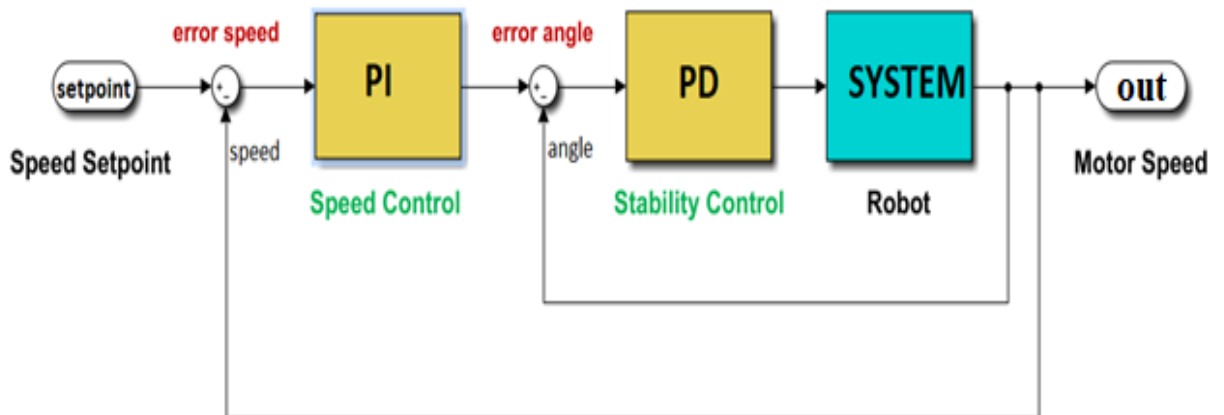 error speed
error angle
setpoint
+
-
PI
+
-
PD
SYSTEM
out
speed
angle
Speed Setpoint
Motor Speed
Speed Control
Stability Control
Robot